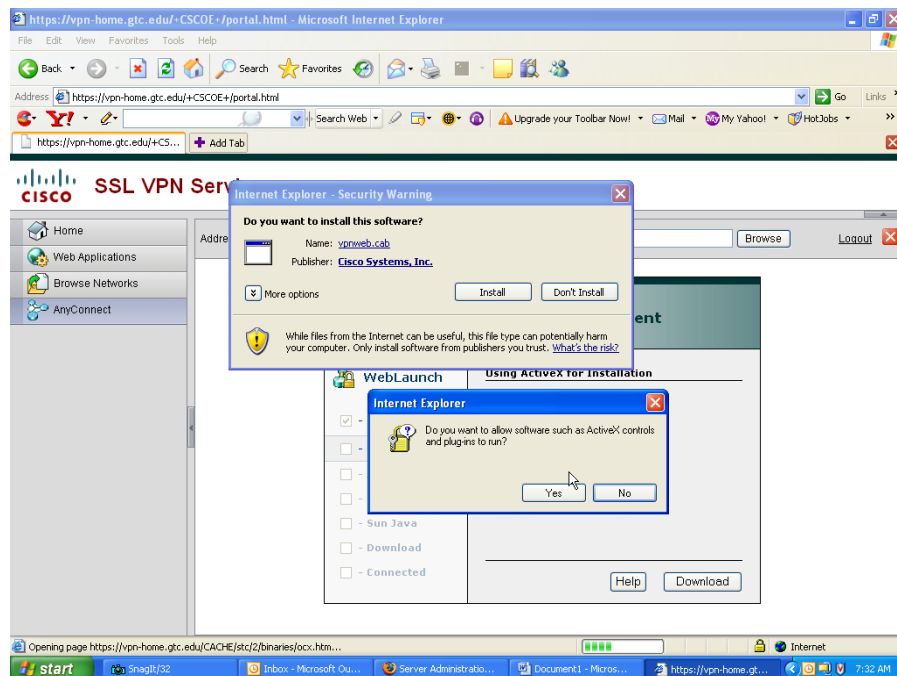 https://vpn-home.gtc.edu/+CSCOE+/portal.html - Microsoft Internet Explorer
File Edit View Favorites Tools Help
Back Search Favorites
Address https://vpn-home.gtc.edu/+CSCOE+/portal.html Go Links
Y! Search Web Upgrade your Toolbar Now! Mail My Yahoo! HotJobs
https://vpn-home.gtc.edu/+CS... Add Tab
CISCO SSL VPN Serv
Internet Explorer - Security Warning
Do you want to install this software?
Name: vpnweb.cab
Publisher: Cisco Systems, Inc.
More options Install Don't Install
While files from the Internet can be useful, this file type can potentially harm
your computer. Only install software from publishers you trust. What's the risk?
Home
Web Applications
Browse Networks
AnyConnect
Addre Browse Logout
ent
WebLaunch Using ActiveX for Installation
Internet Explorer
Do you want to allow software such as ActiveX controls
and plug-ins to run?
Yes No
- Sun Java
- Download
- Connected
Help Download
Opening page https://vpn-home.gtc.edu/CACHE/stc/2/binaries/ocx.htm... Internet
start SnagIt/32 Inbox - Microsoft Ou... Server Administratio... Document1 - Micros... https://vpn-home.gt... 7:32 AM